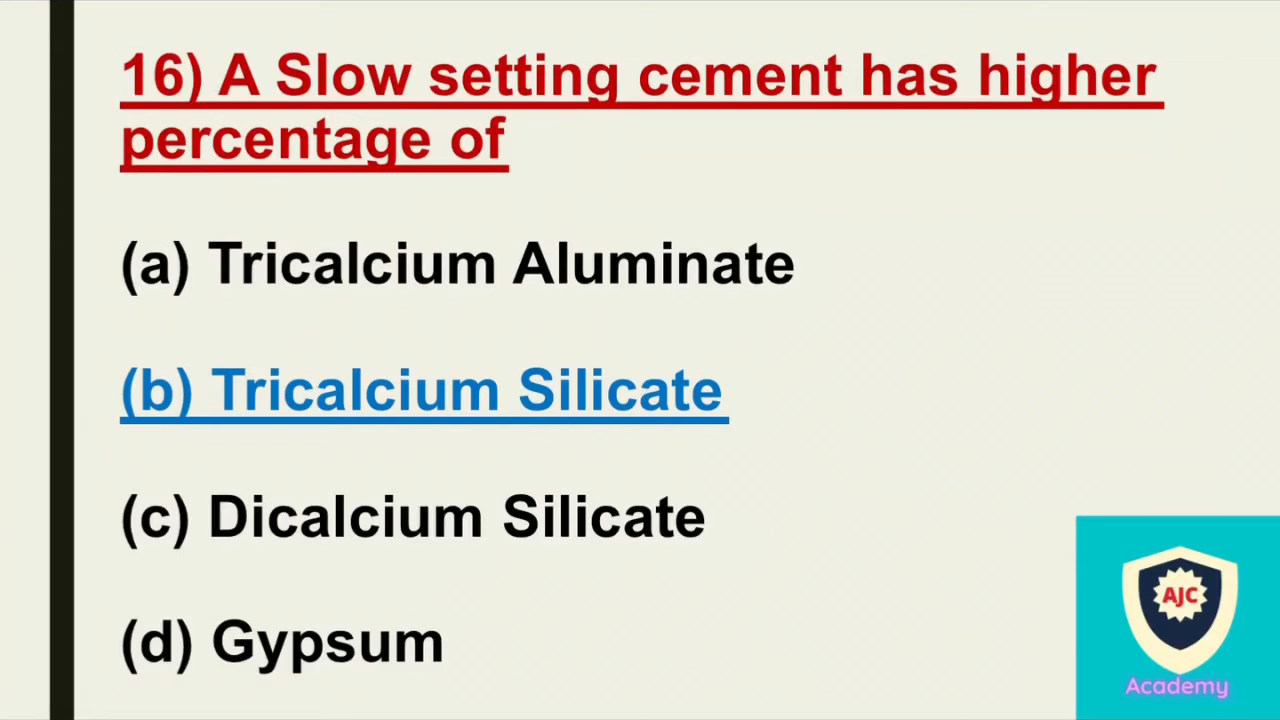 16) A Slow setting cement has higher
percentage of
(a) Tricalcium Aluminate
(b) Tricalcium Silicate
(c) Dicalcium Silicate
(d) Gypsum
AJC
Academy